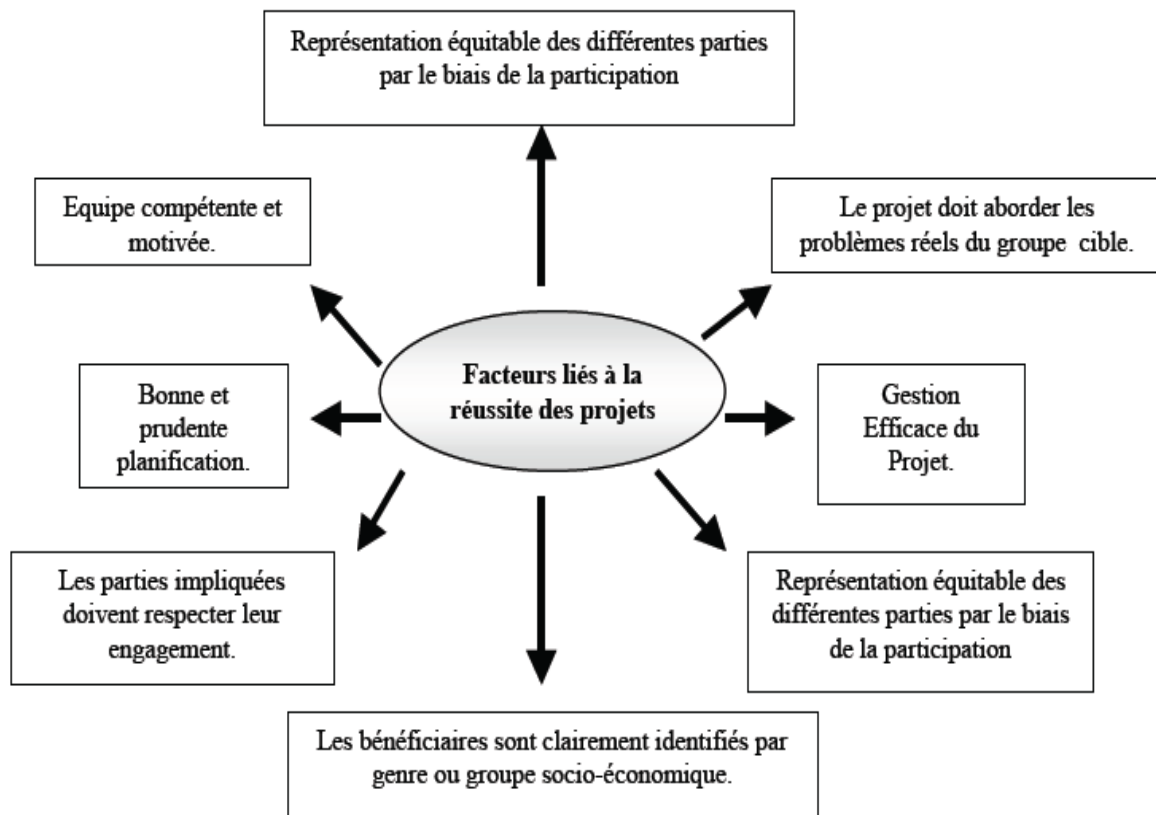 Représentation équitable des différentes parties
par le biais de la participation
Equipe compétente et
motivée.
Le projet doit aborder les
problèmes réels du groupe cible.
Facteurs liés à la
réussite des projets
Bonne et
prudente
planification.
Gestion
Efficace du
Projet.
Les parties impliquées
doivent respecter leur
engagement.
Représentation équitable des
différentes parties par le biais
de la participation
Les bénéficiaires sont clairement identifiés par
genre ou groupe socio-économique.